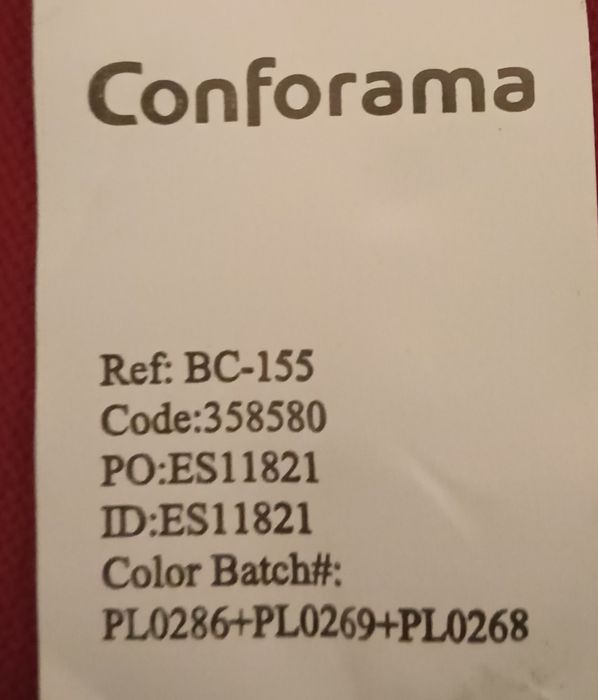 Conforama
Ref: BC-155
Code:358580
PO:ES11821
ID:ES11821
Color Batch#:
PL0286+PL0269+PL0268